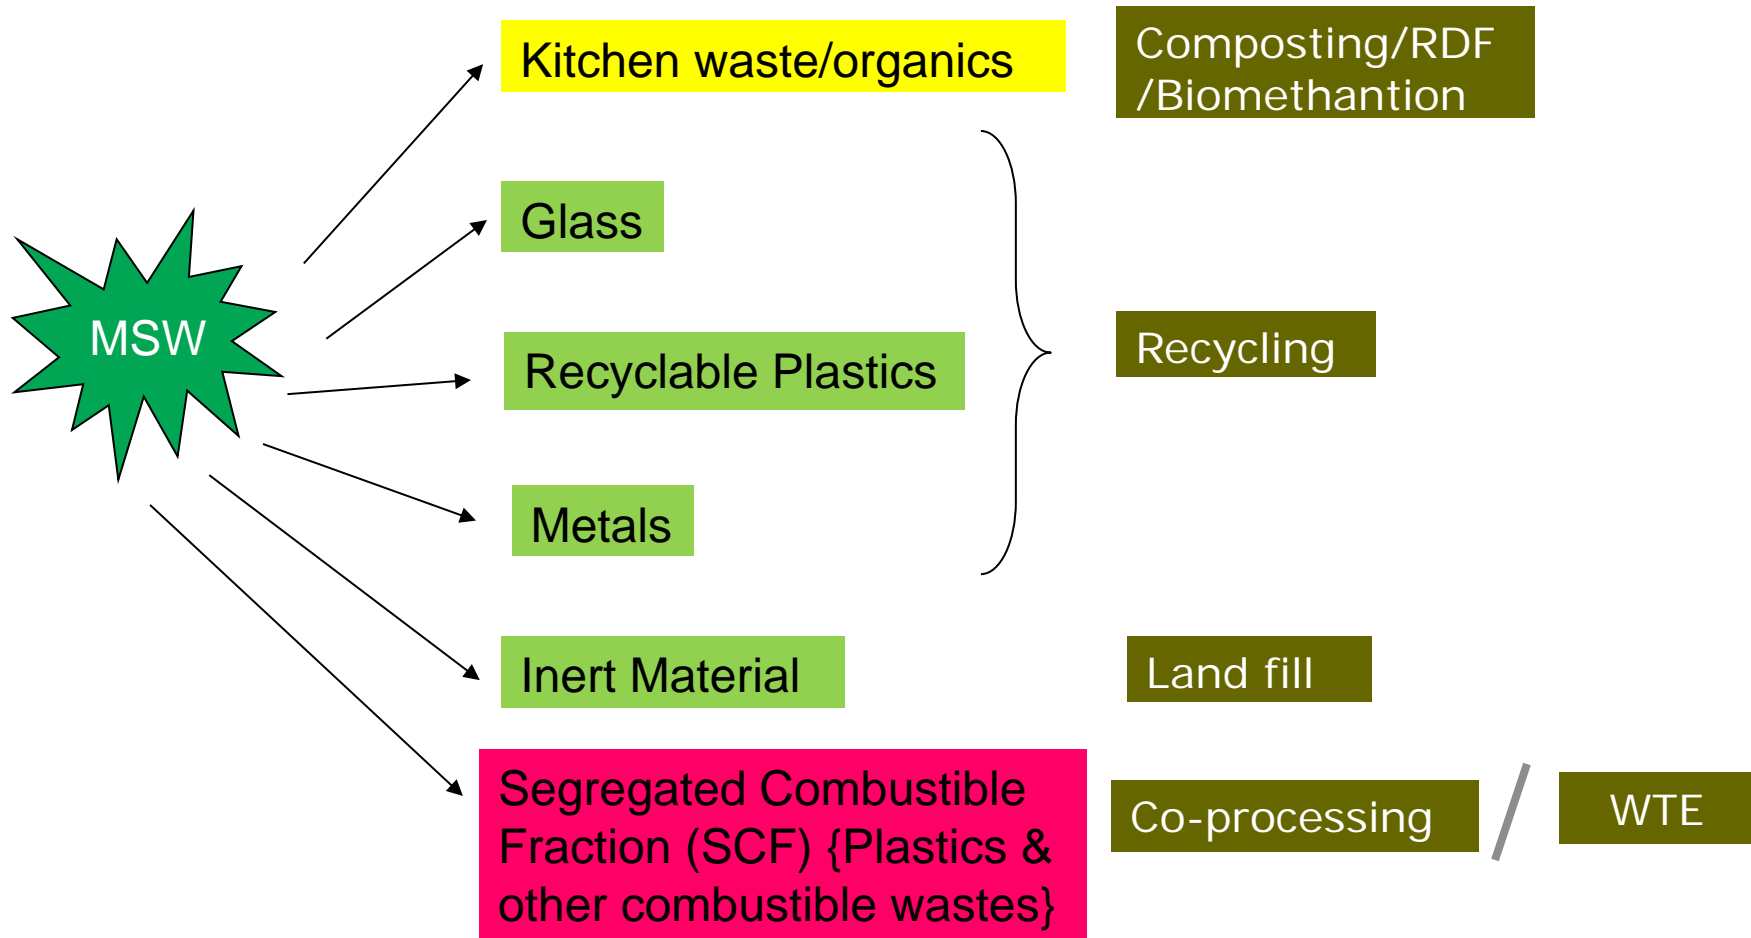 Kitchen waste/organics
Composting/RDF
/Biomethantion
Glass
MSW
Recyclable Plastics
Recycling
Metals
Inert Material
Land fill
Segregated Combustible
Fraction (SCF) {Plastics &
other combustible wastes}
Co-processing / WTE